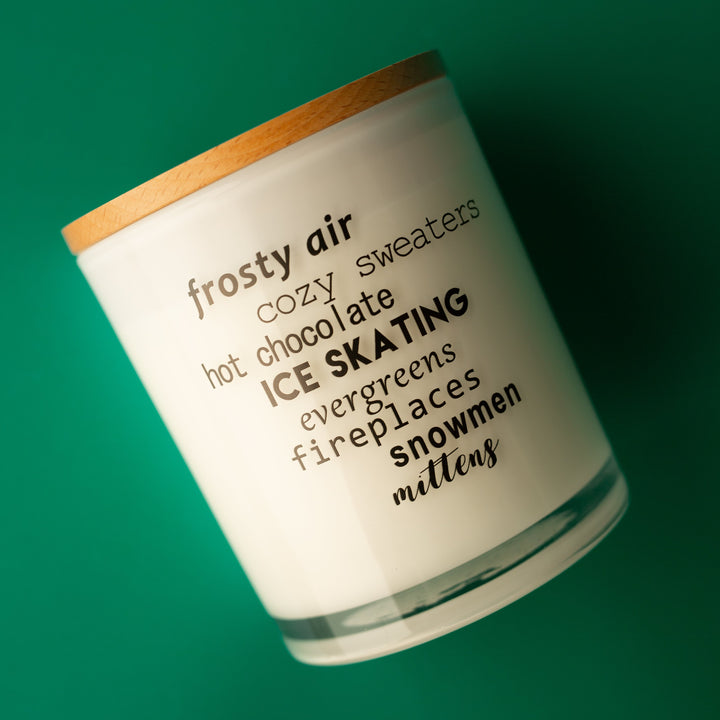 frosty air
cozy sweaters
hot chocolate
ICE SKATING
evergreens
fireplaces
snowmen
mittens